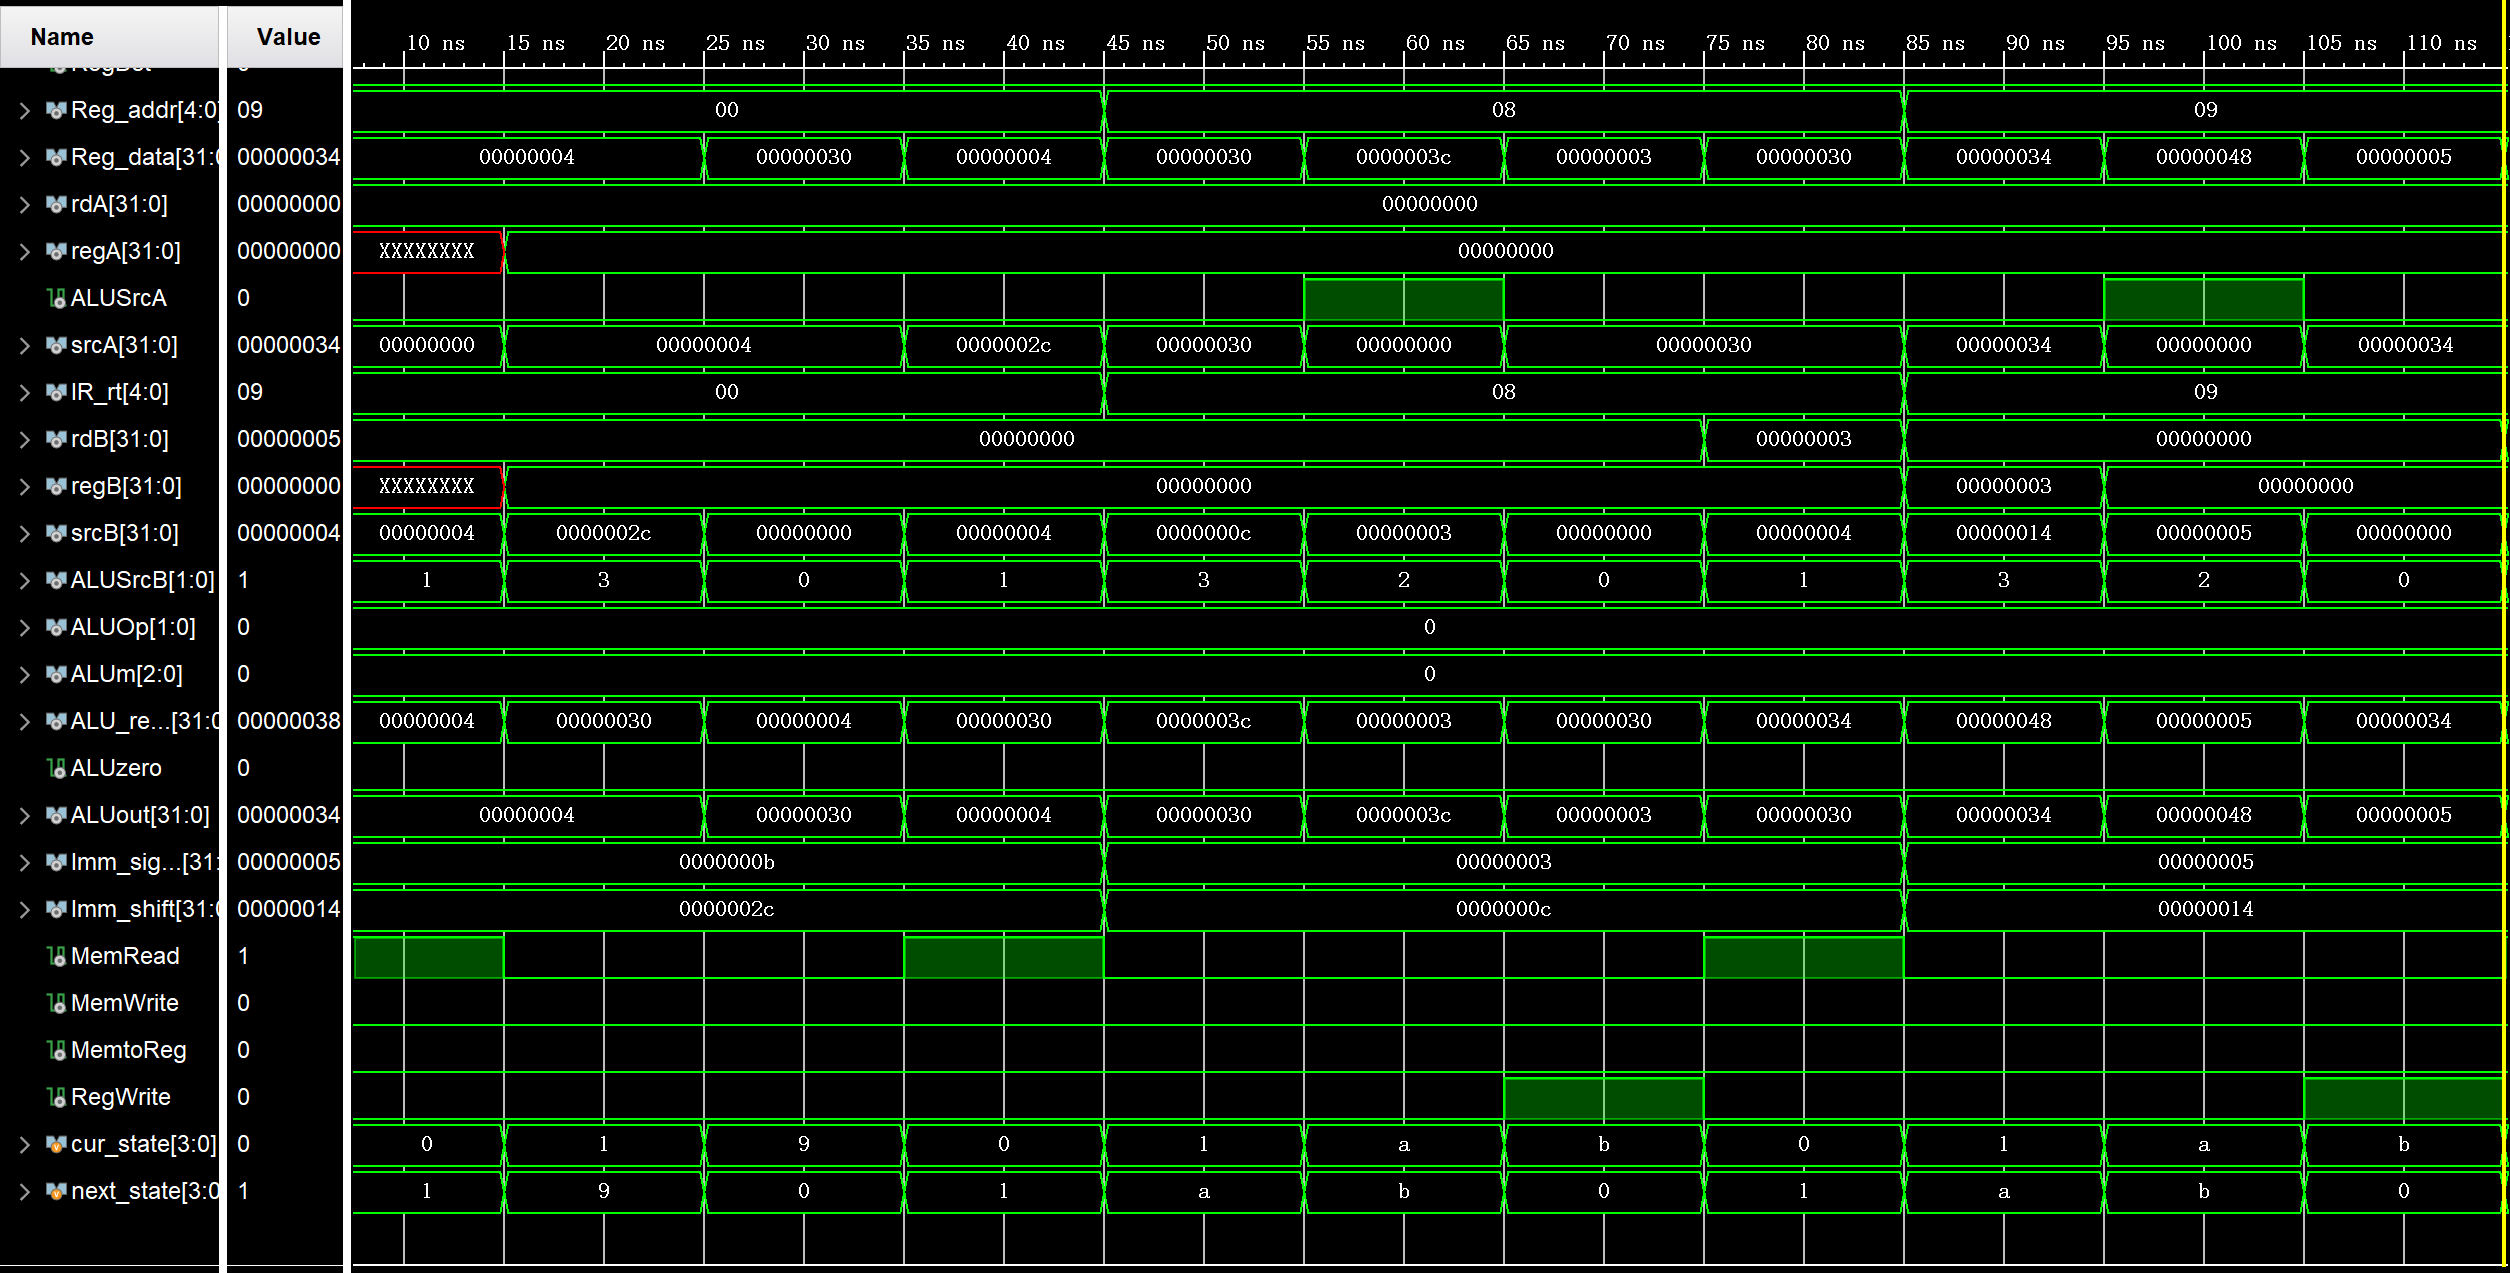 Name Value
10 ns 15 ns 20 ns 25 ns 30 ns 35 ns 40 ns 45 ns 50 ns 55 ns 60 ns 65 ns 70 ns 75 ns 80 ns 85 ns 90 ns 95 ns 100 ns 105 ns 110 ns
Reg_addr[4:0] 09 00 08 09
Reg_data[31:0 00000034 00000004 00000030 00000004 00000030 0000003c 00000003 00000030 00000034 00000048 00000005
rdA[31:0] 00000000 00000000
regA[31:0] 00000000 XXXXXXXX 00000000
ALUSrcA 0
srcA[31:0] 00000034 00000000 00000004 0000002c 00000030 00000000 00000030 00000034 00000000 00000034
IR_rt[4:0] 09 00 08 09
rdB[31:0] 00000005 00000000 00000003 00000000
regB[31:0] 00000000 XXXXXXXX 00000000 00000003 00000000
srcB[31:0] 00000004 00000004 0000002c 00000000 00000004 0000000c 00000003 00000000 00000004 00000014 00000005 00000000
ALUSrcB[1:0] 1 1 3 0 1 3 2 0 1 3 2 0
ALUOp[1:0] 0 0
ALUm[2:0] 0 0
ALU_re...[31:0 00000038 00000004 00000030 00000004 00000030 0000003c 00000003 00000030 00000034 00000048 00000005 00000034
ALUzero 0
ALUout[31:0] 00000034 00000004 00000030 00000004 00000030 0000003c 00000003 00000030 00000034 00000048 00000005
Imm_sig...[31: 00000005 0000000b 00000003 00000005
Imm_shift[31:0 00000014 0000002c 0000000c 00000014
MemRead 1
MemWrite 0
MemtoReg 0
RegWrite 0
cur_state[3:0] 0 0 1 9 0 1 a b 0 1 a b
next_state[3:0 1 1 9 0 1 a b 0 1 a b 0